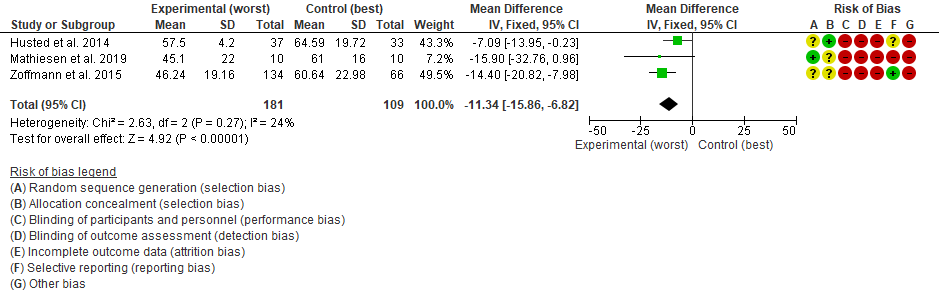 Experimental (worst) Control (best) Mean Difference Mean Difference Risk of Bias
Study or Subgroup Mean SD Total Mean SD Total Weight IV, Fixed, 95% CI IV, Fixed, 95% CI A B C D E F G
Husted et al. 2014 57.5 4.2 37 64.59 19.72 33 43.3% -7.09 [-13.95, -0.23] ? + ?
Mathiesen et al. 2019 45.1 22 10 61 16 10 7.2% -15.90 [-32.76, 0.96] + ?
Zoffmann et al. 2015 46.24 19.16 134 60.64 22.98 66 49.5% -14.40 [-20.82, -7.98] ? ? +
Total (95% CI) 181 109 100.0% -11.34 [-15.86, -6.82]
Heterogeneity: Chi² = 2.63, df = 2 (P = 0.27); I² = 24%
Test for overall effect: Z = 4.92 (P < 0.00001)
-50 -25 0 25 50
Experimental (worst) Control (best)
Risk of bias legend
(A) Random sequence generation (selection bias)
(B) Allocation concealment (selection bias)
(C) Blinding of participants and personnel (performance bias)
(D) Blinding of outcome assessment (detection bias)
(E) Incomplete outcome data (attrition bias)
(F) Selective reporting (reporting bias)
(G) Other bias